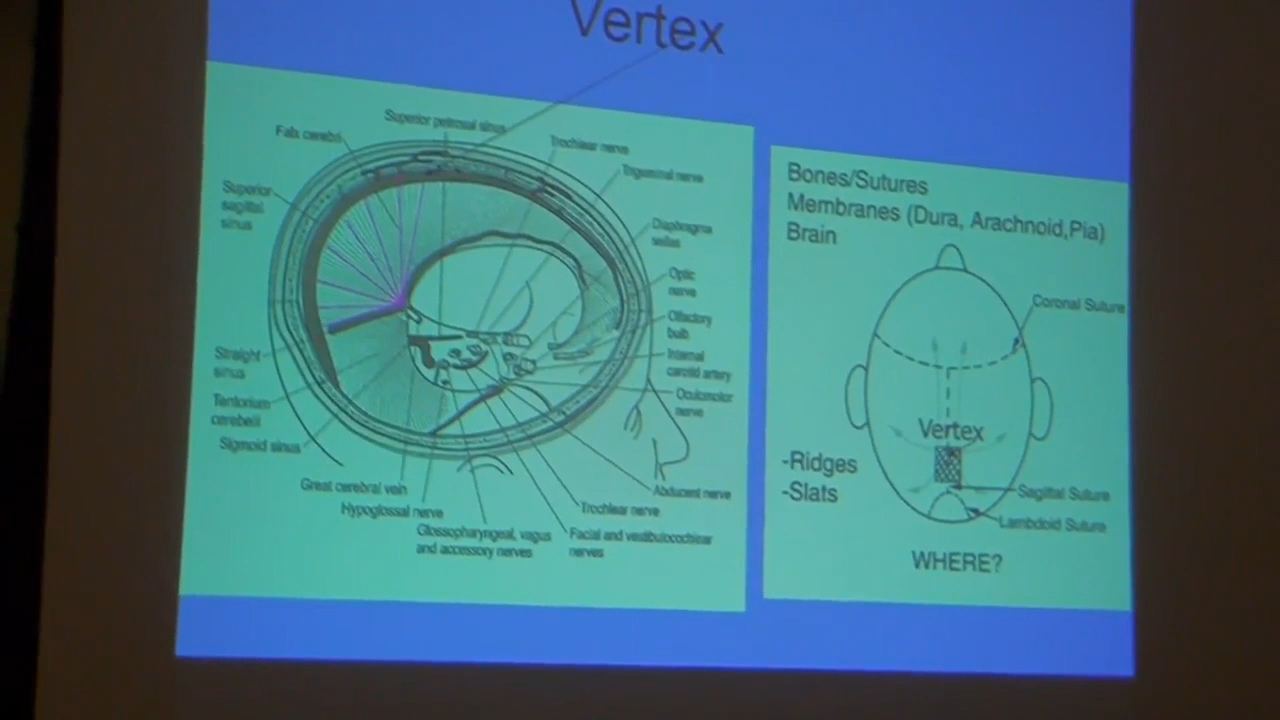 Vertex
Superior petrosal sinus
Falx cerebri
Trochlear nerve
Trigeminal nerve
Superior
sagittal
sinus
Diaphragma
sellae
Optic
nerve
Olfactory
bulb
Internal
carotid artery
Oculomotor
nerve
Straight
sinus
Tentorium
cerebelli
Sigmoid sinus
Great cerebral vein
Hypoglossal nerve
Glossopharyngeal, vagus
and accessory nerves
Abducent nerve
Trochlear nerve
Facial and vestibulocochlear
nerves
Bones/Sutures
Membranes (Dura, Arachnoid,Pia)
Brain
Coronal Suture
Vertex
-Ridges
-Slats
Sagittal Suture
Lambdoid Suture
WHERE?